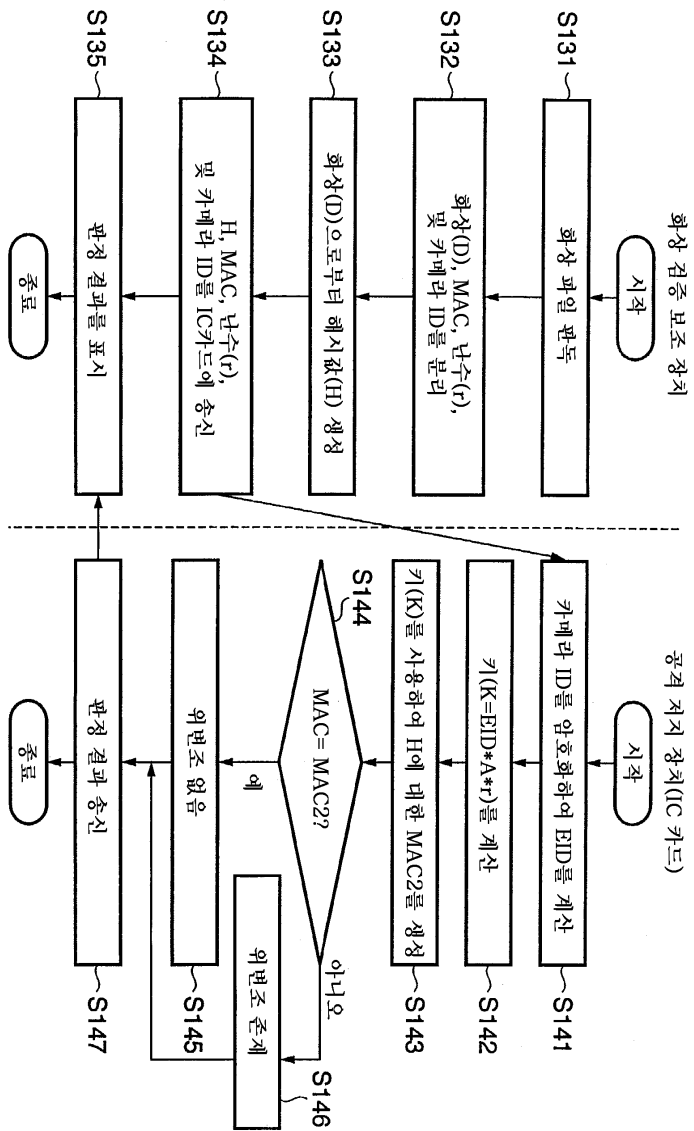 화상 검증 보조 장치
시작
S131
화상 파일 판독
S132
화상(D), MAC, 난수(r),
및 카메라 ID를 분리
S133
화상(D)으로부터 해시값(H) 생성
S134
H, MAC, 난수(r),
및 카메라 ID를 IC카드에 송신
S135
판정 결과를 표시
종료
공격 저지 장치(IC 카드)
시작
카메라 ID를 암호화하여 EID를 계산
S141
키(K=EID*A*r)를 계산
S142
키(K)를 사용하여 H에 대한 MAC2를 생성
S143
S144
MAC= MAC2?
아니오
예
위변조 존재
S146
위변조 없음
S145
판정 결과 송신
S147
종료